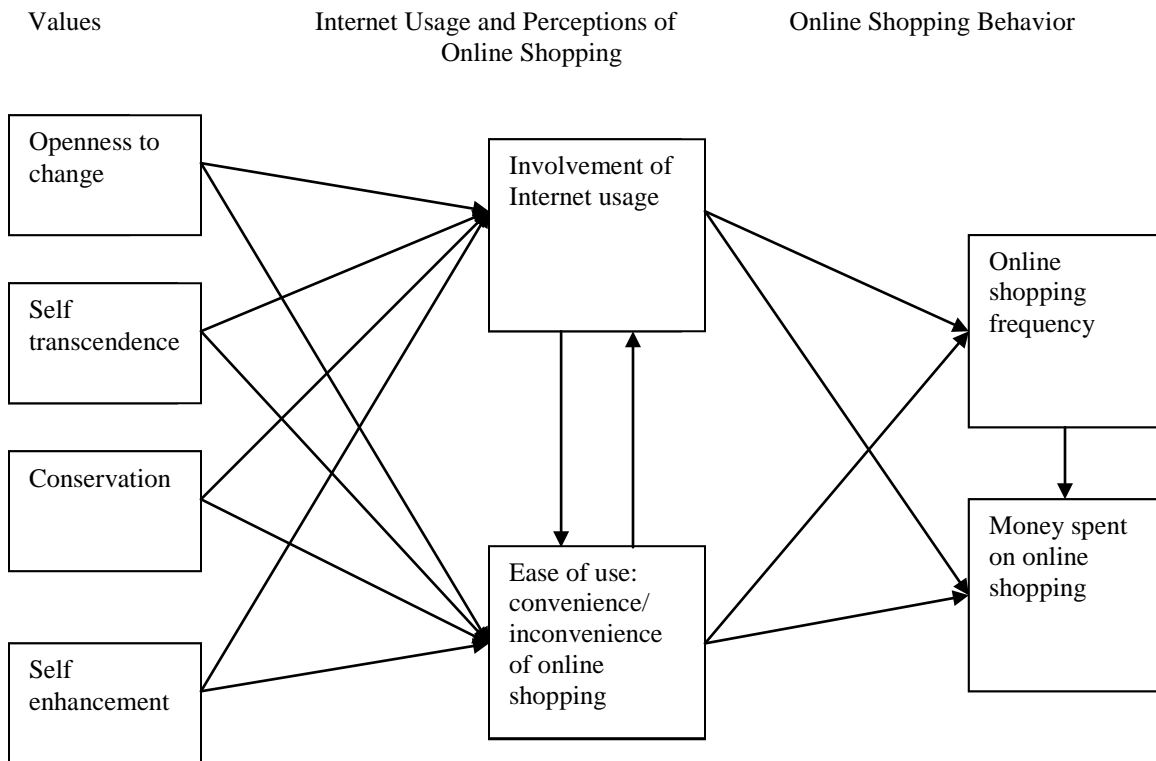 Values
Internet Usage and Perceptions of
Online Shopping
Online Shopping Behavior
Openness to
change
Involvement of
Internet usage
Online
shopping
frequency
Self
transcendence
Conservation
Money spent
on online
shopping
Ease of use:
convenience/
inconvenience
of online
shopping
Self
enhancement